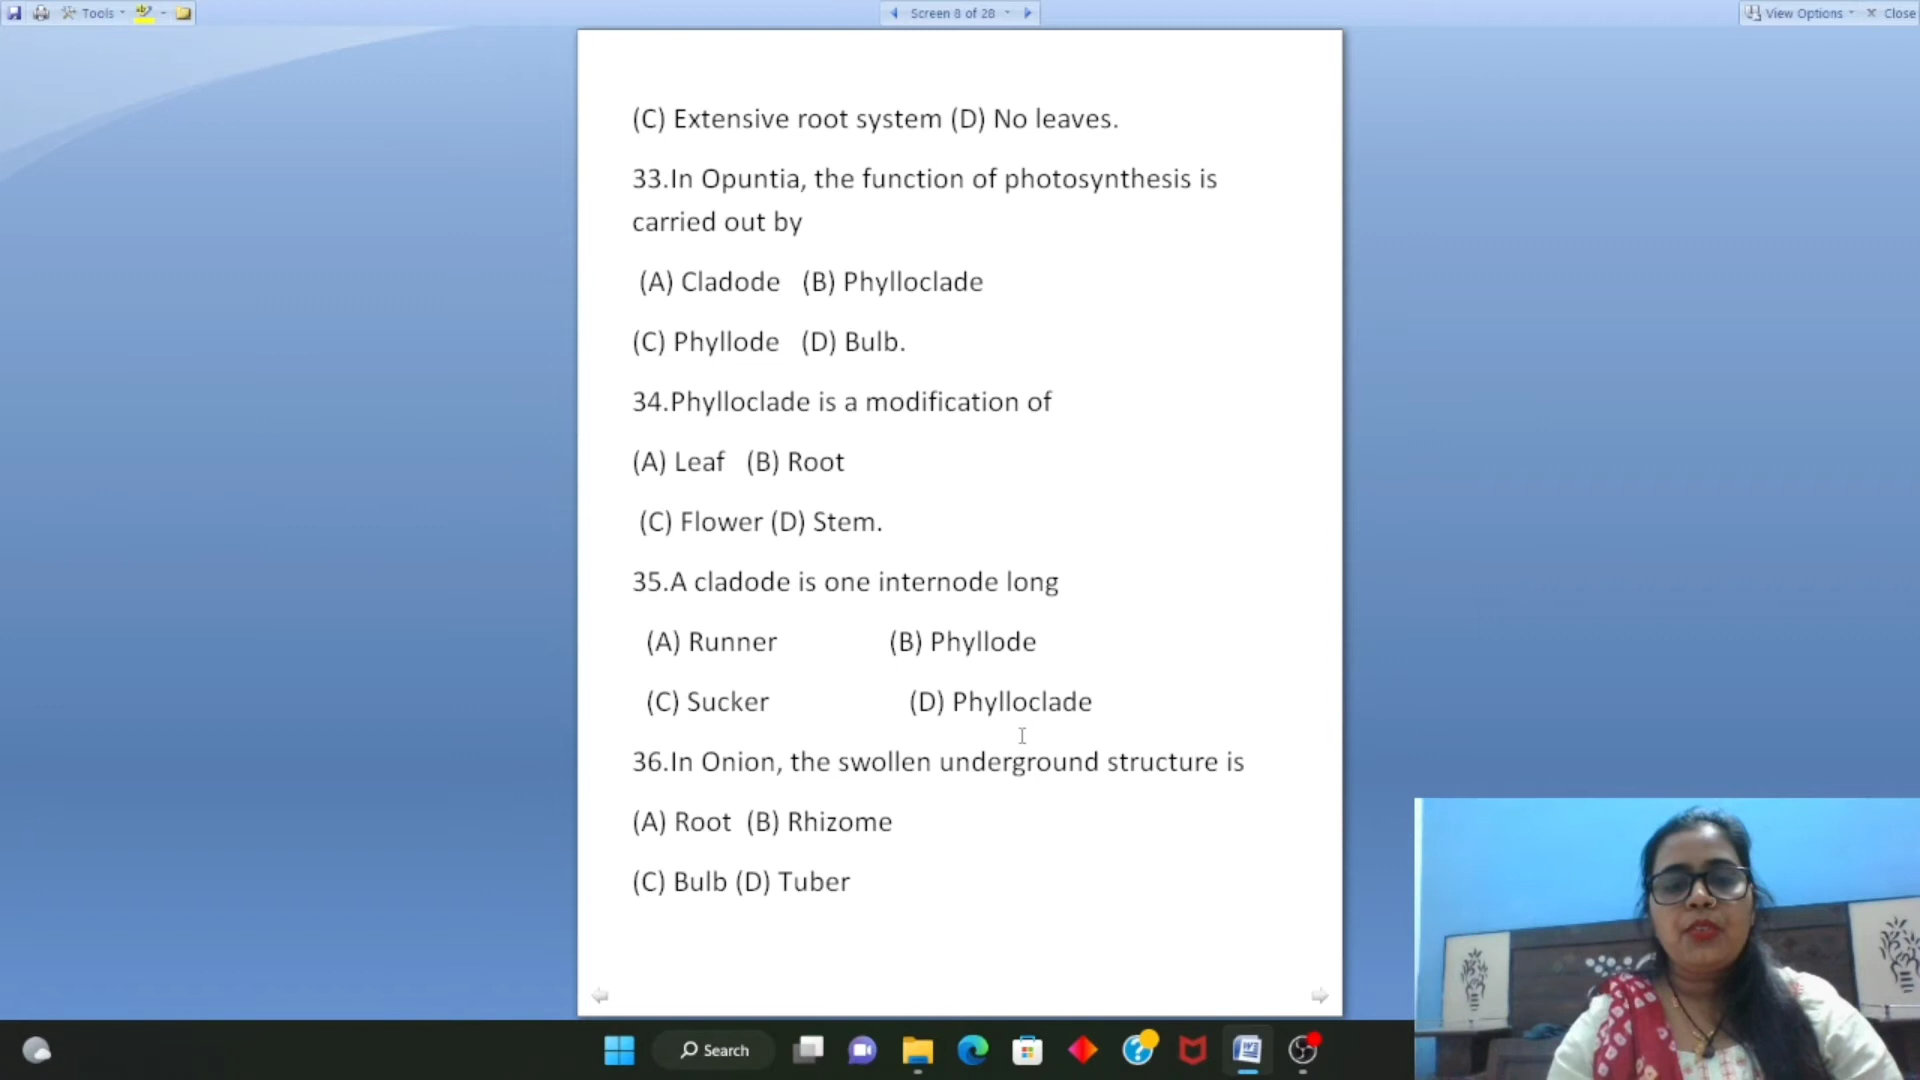 Tools
Screen 8 of 28
View Options
Close
(C) Extensive root system (D) No leaves.
33.In Opuntia, the function of photosynthesis is
carried out by
(A) Cladode (B) Phylloclade
(C) Phyllode (D) Bulb.
34.Phylloclade is a modification of
(A) Leaf (B) Root
(C) Flower (D) Stem.
35.A cladode is one internode long
(A) Runner (B) Phyllode
(C) Sucker (D) Phylloclade
36.In Onion, the swollen underground structure is
(A) Root (B) Rhizome
(C) Bulb (D) Tuber
Search